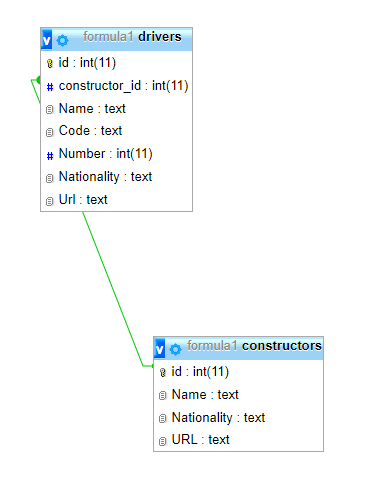 formula1 drivers
id : int(11)
# constructor_id : int(11)
Name : text
Code : text
# Number : int(11)
Nationality : text
Url : text
formula1 constructors
id : int(11)
Name : text
Nationality : text
URL : text